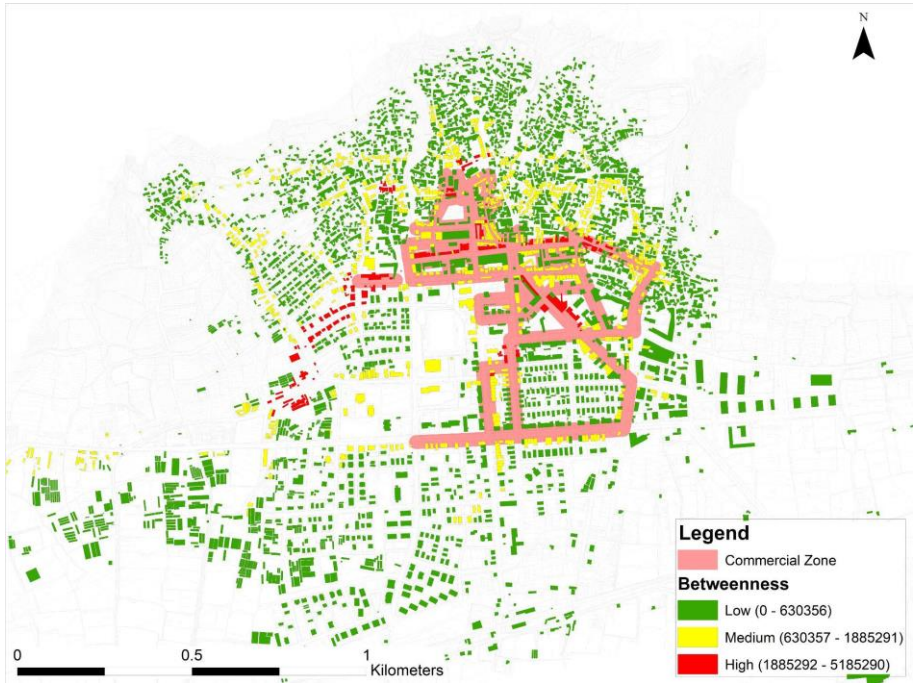 N
Legend
Commercial Zone
Betweenness
Low (0 - 630356)
Medium (630357 - 1885291)
High (1885292 - 5185290)
0 0.5 1
Kilometers